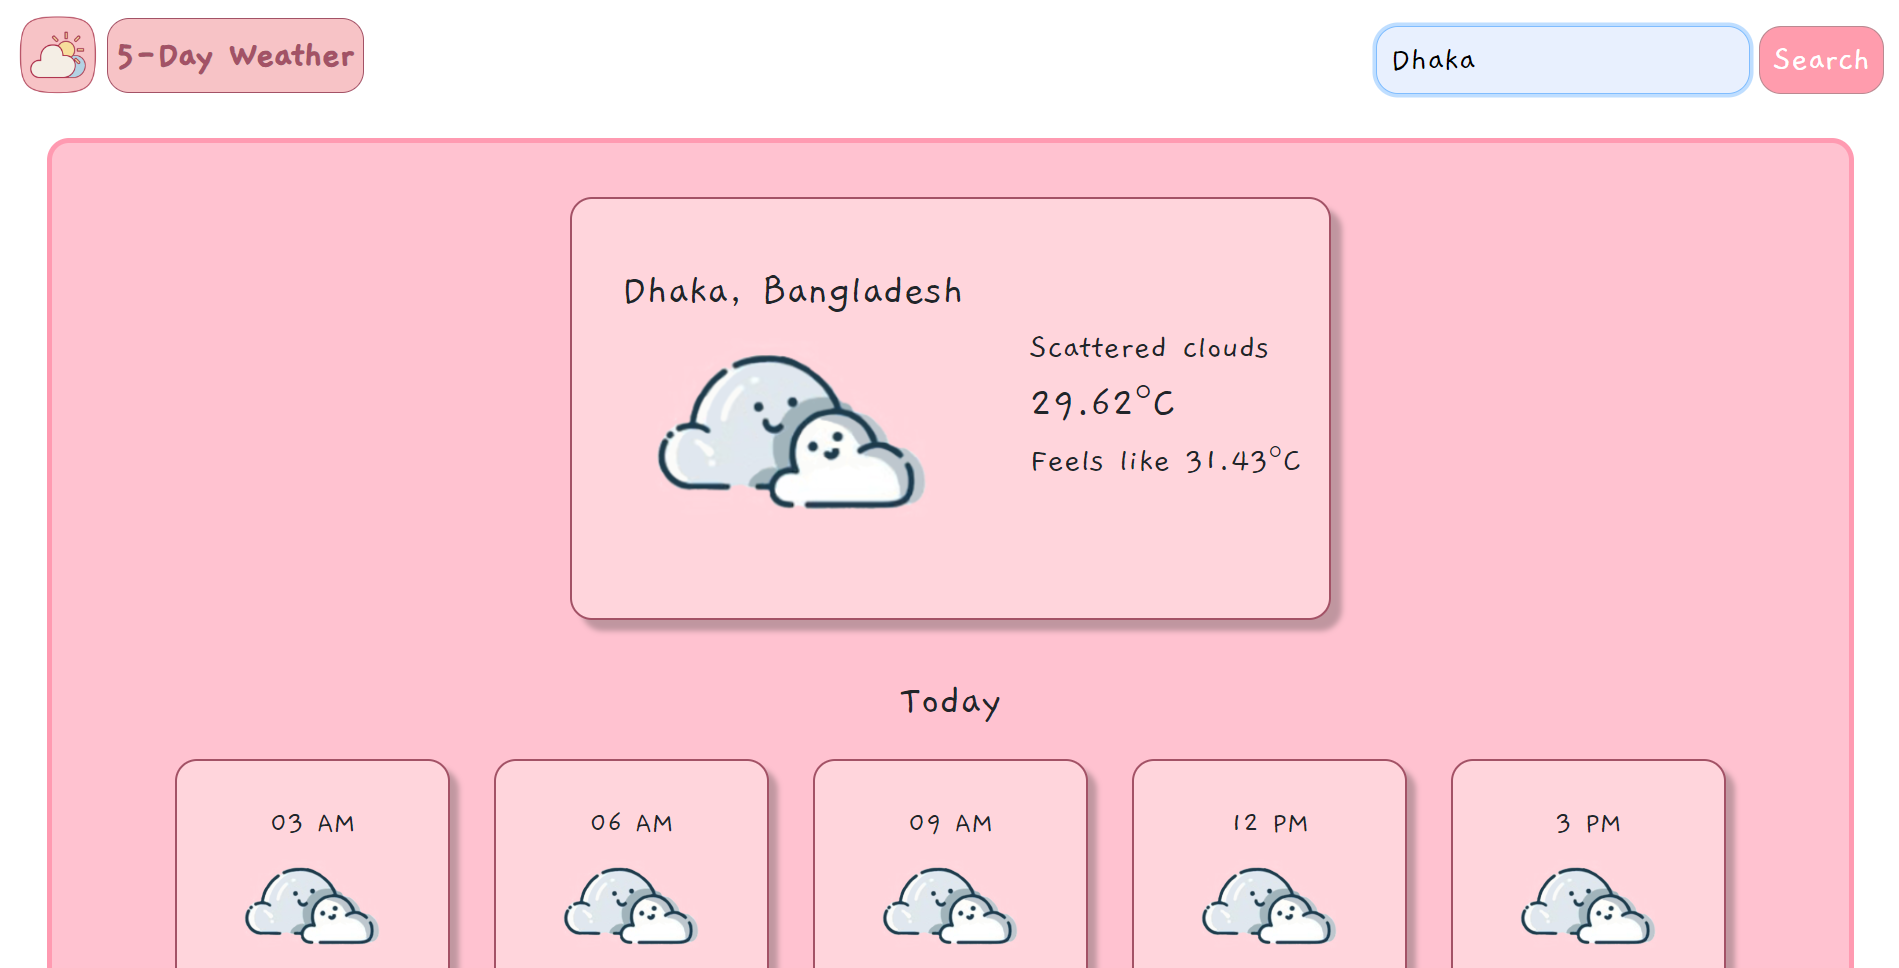 5-Day Weather
Dhaka
Search
Dhaka, Bangladesh
Scattered clouds
29.62°C
Feels like 31.43°C
Today
03 AM
06 AM
09 AM
12 PM
3 PM